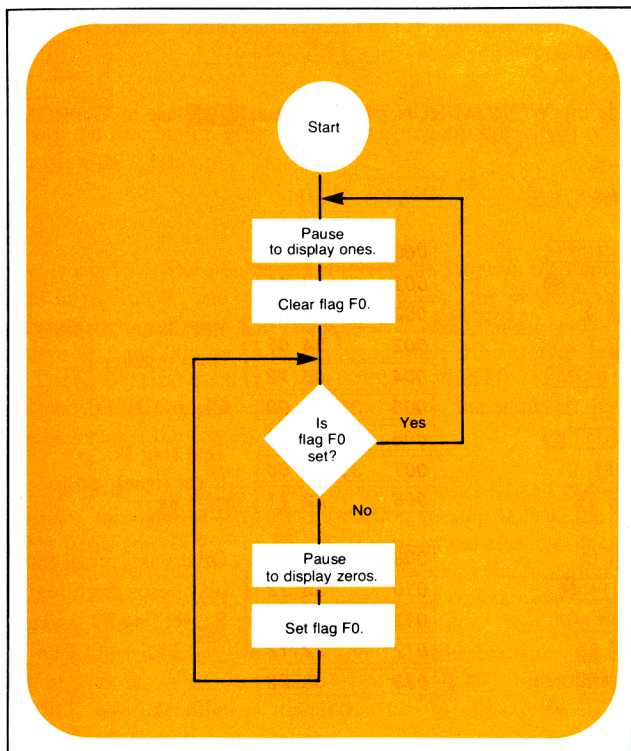 Start
Pause
to display ones.
Clear flag F0.
Is
flag F0
set?
Yes
No
Pause
to display zeros.
Set flag F0.